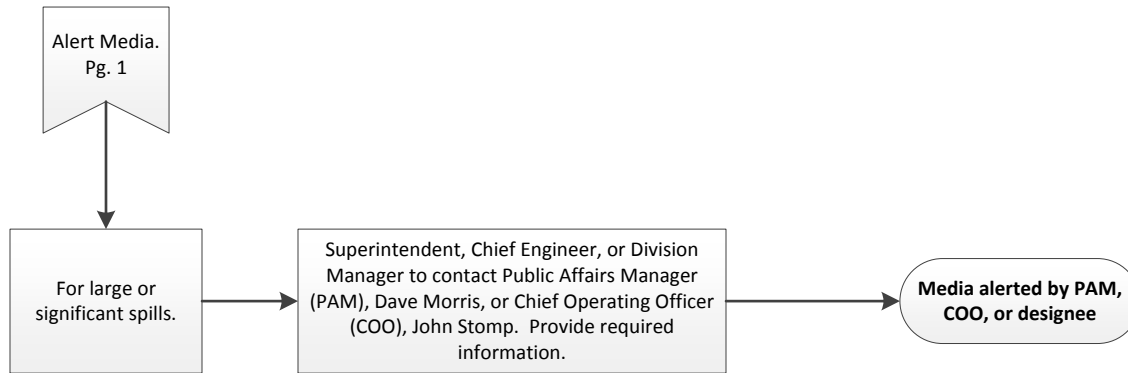 Alert Media.
Pg. 1
For large or
significant spills.
Superintendent, Chief Engineer, or Division
Manager to contact Public Affairs Manager
(PAM), Dave Morris, or Chief Operating Officer
(COO), John Stomp.  Provide required
information.
Media alerted by PAM,
COO, or designee